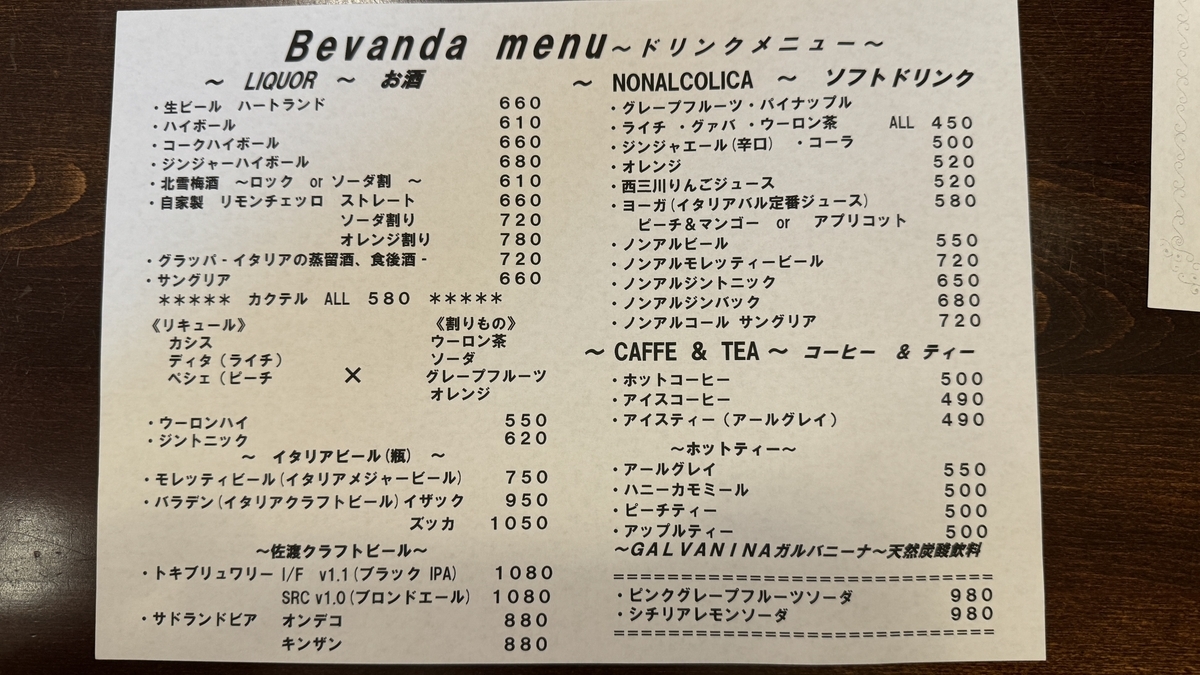 Bevanda menu～ドリンクメニュー～
～ LIQUOR ～ お酒
・生ビール ハートランド 660
・ハイボール 610
・コークハイボール 660
・ジンジャーハイボール 680
・北雪梅酒 ～ロック or ソーダ割 ～ 610
・自家製 リモンチェッロ ストレート 660
ソーダ割り 720
オレンジ割り 780
・グラッパ - イタリアの蒸留酒、食後酒 - 720
・サングリア 660
＊＊＊＊＊ カクテル ALL 580 ＊＊＊＊＊
《リキュール》 《割りもの》
カシス ウーロン茶
ディタ（ライチ） ソーダ
ペシェ（ピーチ × グレープフルーツ
オレンジ
・ウーロンハイ 550
・ジントニック 620
～ イタリアビール(瓶) ～
・モレッティビール(イタリアメジャービール) 750
・バラデン(イタリアクラフトビール)イザック 950
ズッカ 1050
～佐渡クラフトビール～
・トキブリュワリー I/F v1.1(ブラック IPA) 1080
SRC v1.0(ブロンドエール) 1080
・サドランドビア オンデコ 880
キンザン 880
～ NONALCOLICA ～ ソフトドリンク
・グレープフルーツ・パイナップル
・ライチ ・グァバ ・ウーロン茶 ALL 450
・ジンジャエール(辛口) ・コーラ 500
・オレンジ 520
・西三川りんごジュース 520
・ヨーガ(イタリアバル定番ジュース) 580
ピーチ＆マンゴー or アプリコット
・ノンアルビール 550
・ノンアルモレッティービール 720
・ノンアルジントニック 650
・ノンアルジンバック 680
・ノンアルコール サングリア 720
～ CAFFE & TEA ～ コーヒー & ティー
・ホットコーヒー 500
・アイスコーヒー 490
・アイスティー（アールグレイ） 490
～ホットティー～
・アールグレイ 550
・ハニーカモミール 500
・ピーチティー 500
・アップルティー 500
～GALVANINAガルバニーナ～天然炭酸飲料
====================================
・ピンクグレープフルーツソーダ 980
・シチリアレモンソーダ 980
====================================